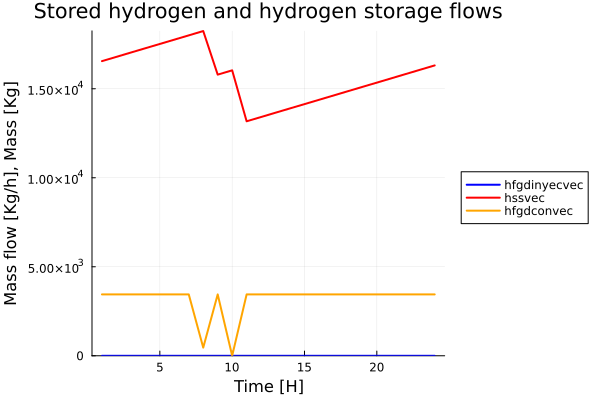 Stored hydrogen and hydrogen storage flows
Mass flow [Kg/h], Mass [Kg]
1.50×10⁴
1.00×10⁴
5.00×10³
0
5
10
15
20
Time [H]
hfgdinyecvec
hssvec
hfgdconvec